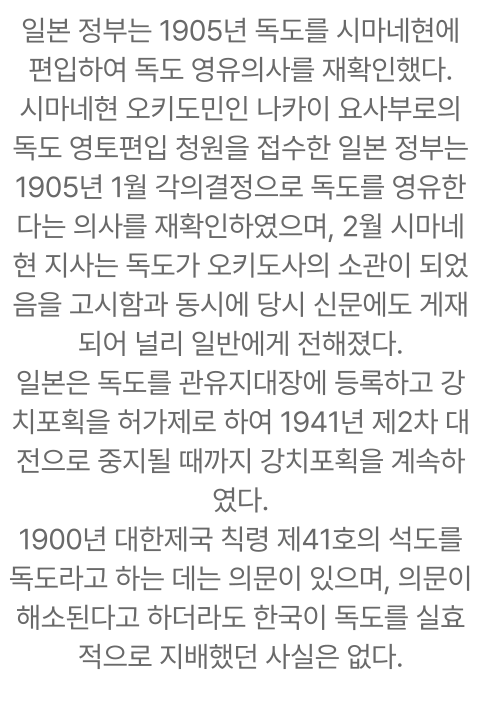 일본 정부는 1905년 독도를 시마네현에
편입하여 독도 영유의사를 재확인했다.
시마네현 오키도민인 나카이 요사부로의
독도 영토편입 청원을 접수한 일본 정부는
1905년 1월 각의결정으로 독도를 영유한
다는 의사를 재확인하였으며, 2월 시마네
현 지사는 독도가 오키도사의 소관이 되었
음을 고시함과 동시에 당시 신문에도 게재
되어 널리 일반에게 전해졌다.
일본은 독도를 관유지대장에 등록하고 강
치포획을 허가제로 하여 1941년 제2차 대
전으로 중지될 때까지 강치포획을 계속하
였다.
1900년 대한제국 칙령 제41호의 석도를
독도라고 하는 데는 의문이 있으며, 의문이
해소된다고 하더라도 한국이 독도를 실효
적으로 지배했던 사실은 없다.